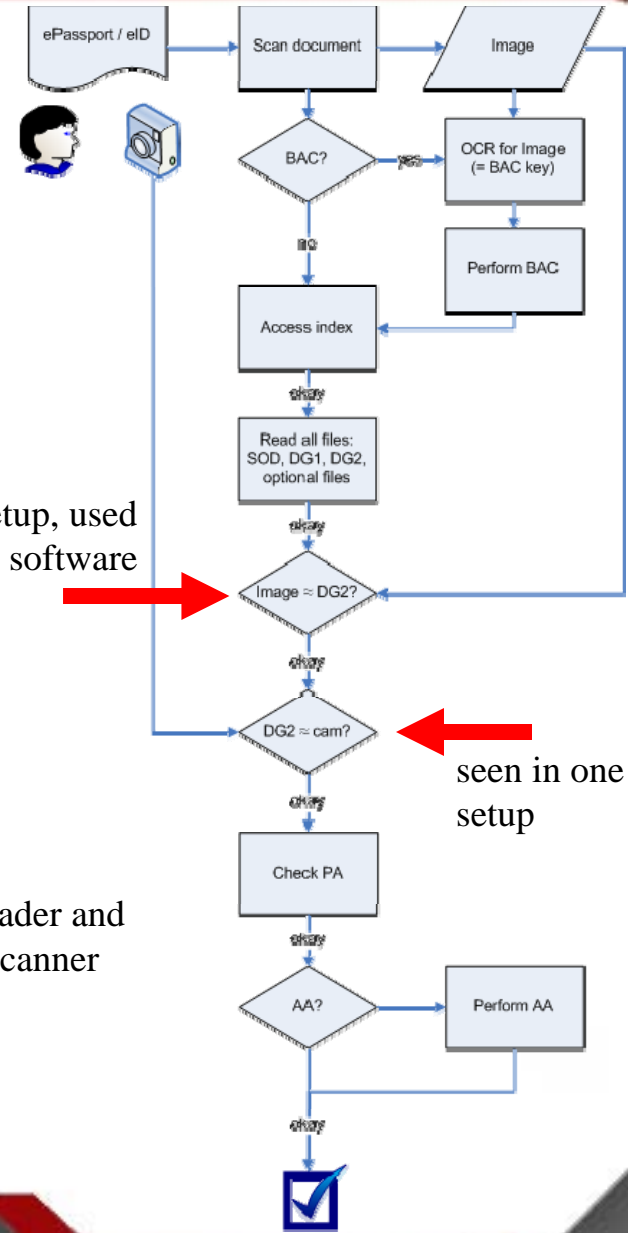 ePassport / eID
Scan document
Image
BAC?
yes
OCR for Image
(= BAC key)
no
Perform BAC
Access index
okay
Read all files:
SOD, DG1, DG2,
optional files
etup, used
software
okay
Image ≈ DG2?
okay
DG2 ≈ cam?
seen in one
setup
okay
Check PA
ader and
canner
okay
AA?
Perform AA
okay